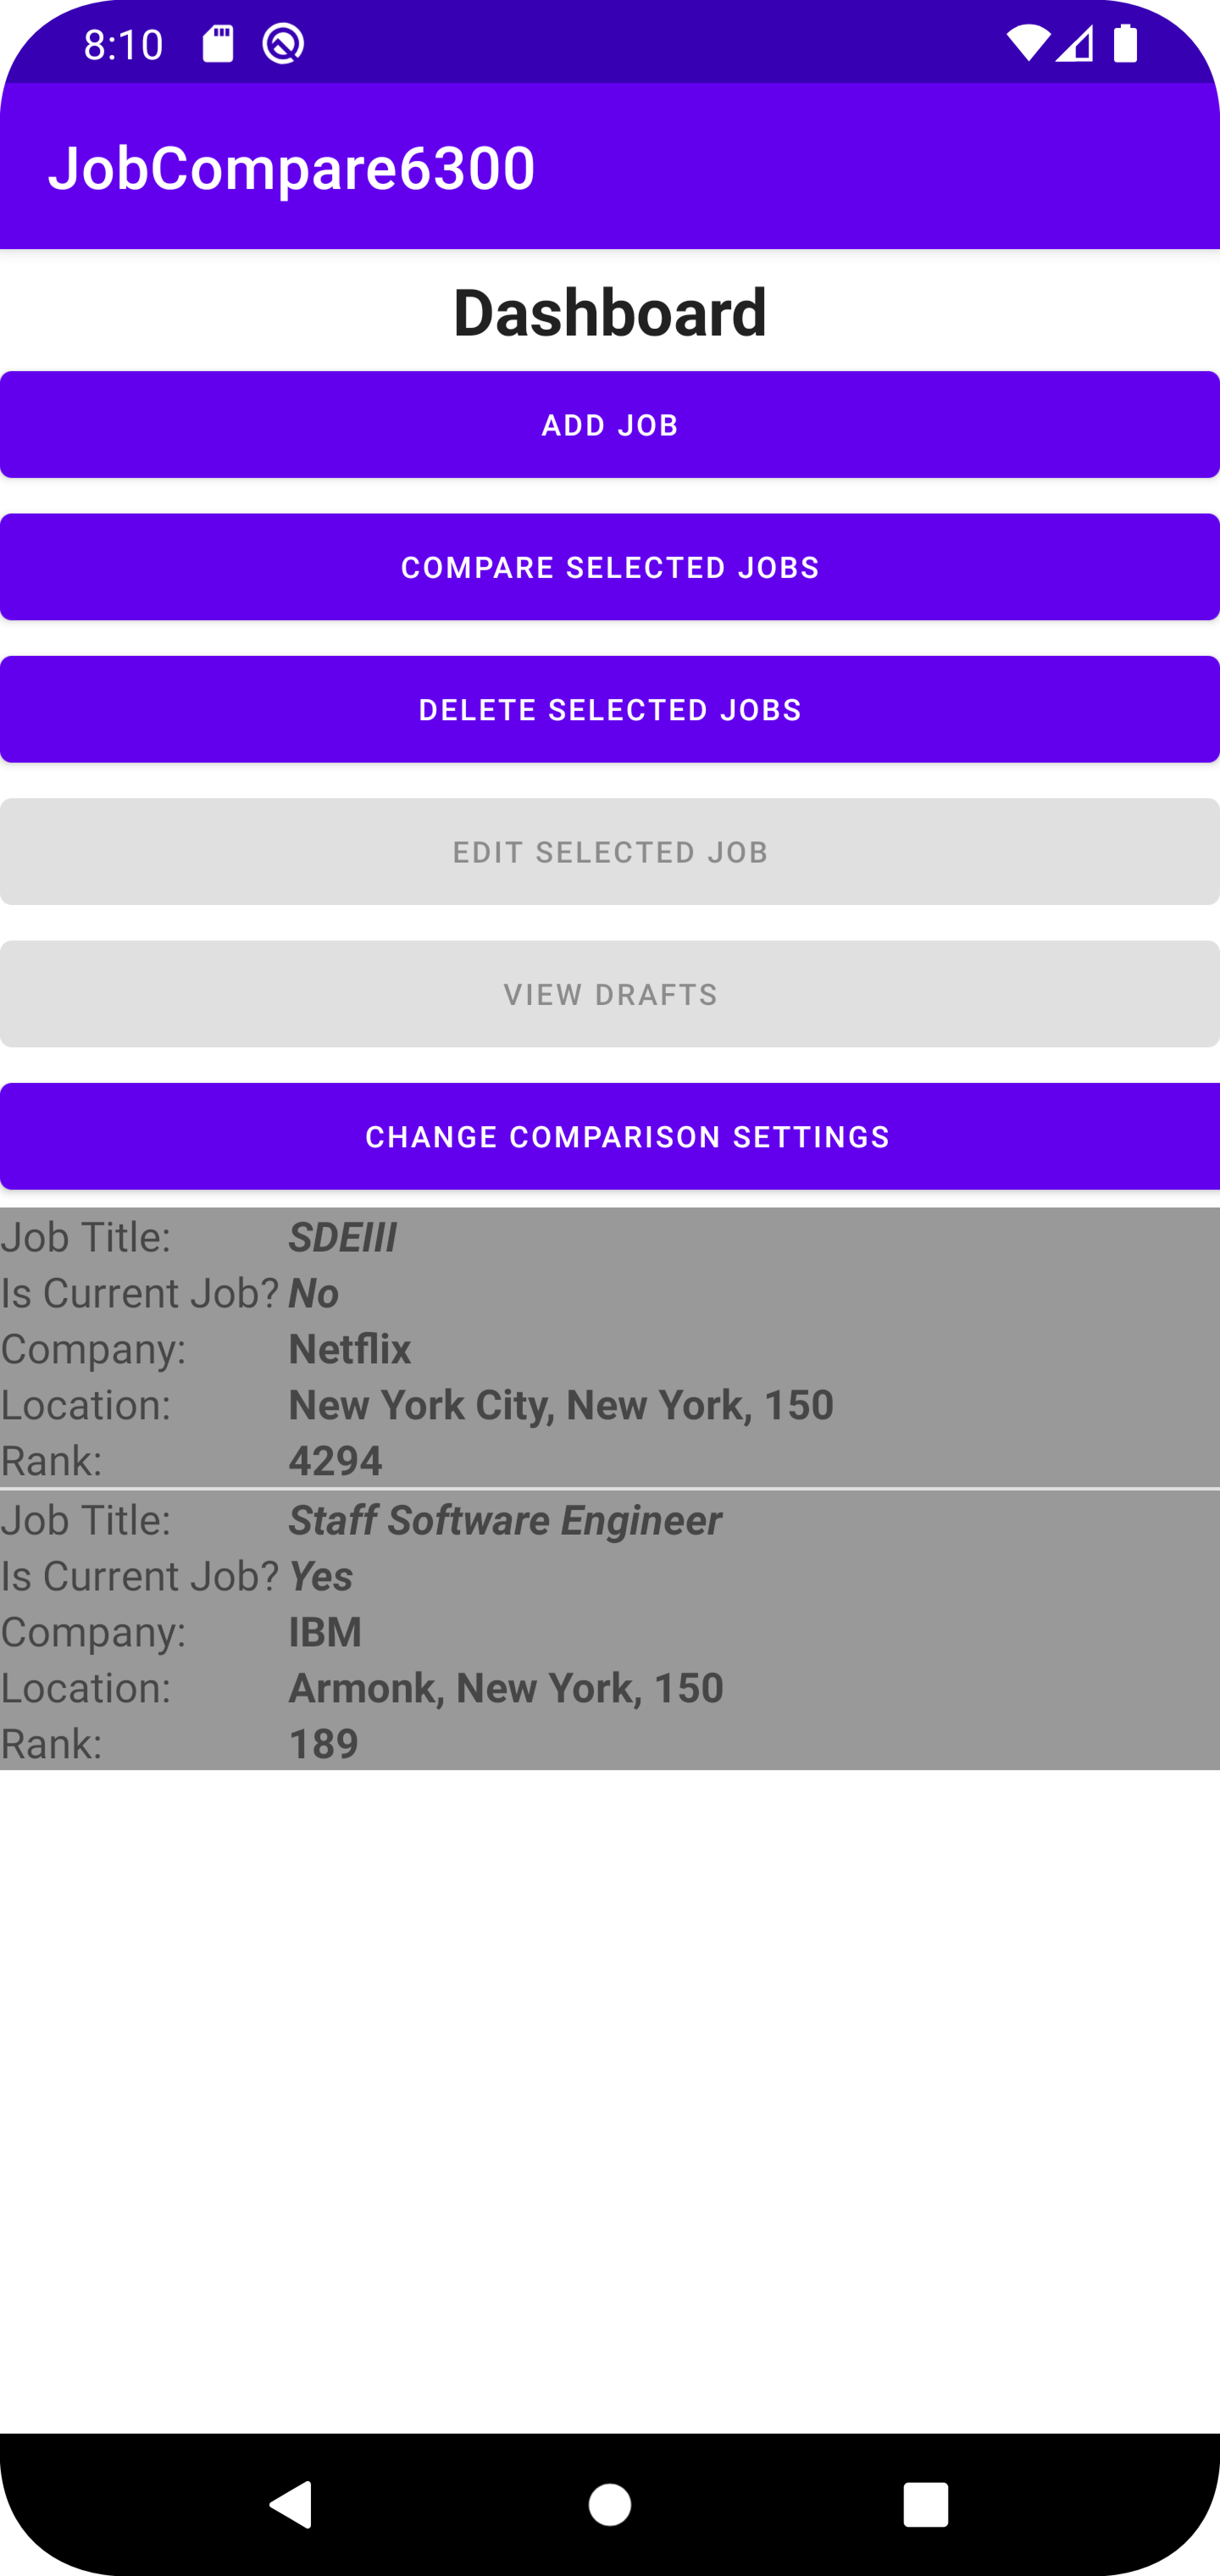 8:10
JobCompare6300
Dashboard
ADD JOB
COMPARE SELECTED JOBS
DELETE SELECTED JOBS
EDIT SELECTED JOB
VIEW DRAFTS
CHANGE COMPARISON SETTINGS
Job Title: SDEIII
Is Current Job? No
Company: Netflix
Location: New York City, New York, 150
Rank: 4294
Job Title: Staff Software Engineer
Is Current Job? Yes
Company: IBM
Location: Armonk, New York, 150
Rank: 189